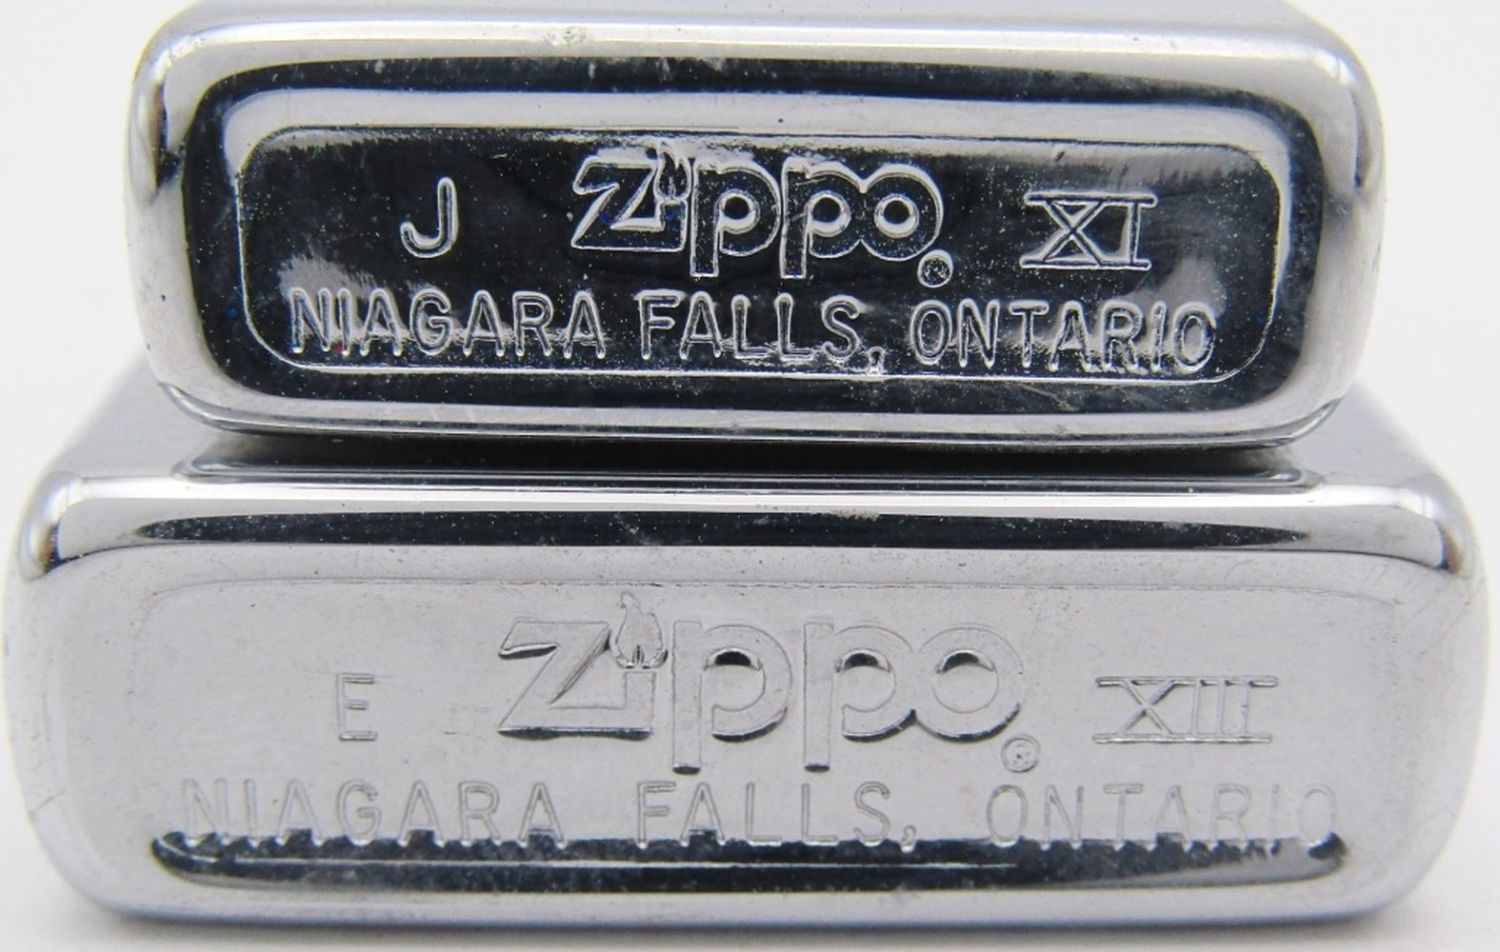 J Zippo ® XI
NIAGARA FALLS, ONTARIO
E Zippo ® XIII
NIAGARA FALLS, ONTARIO